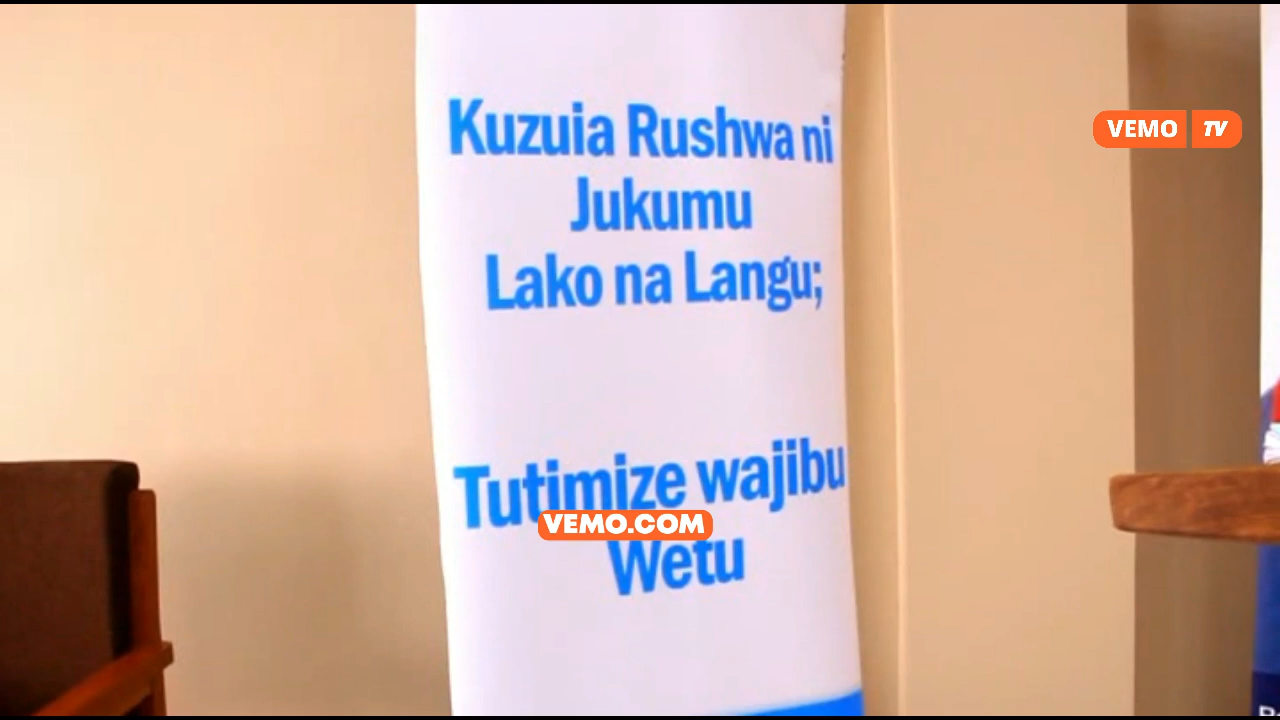 Kuzuia Rushwa ni
Jukumu
Lako na Langu;
Tutimize wajibu
Wetu
VEMO TV
VEMO.COM